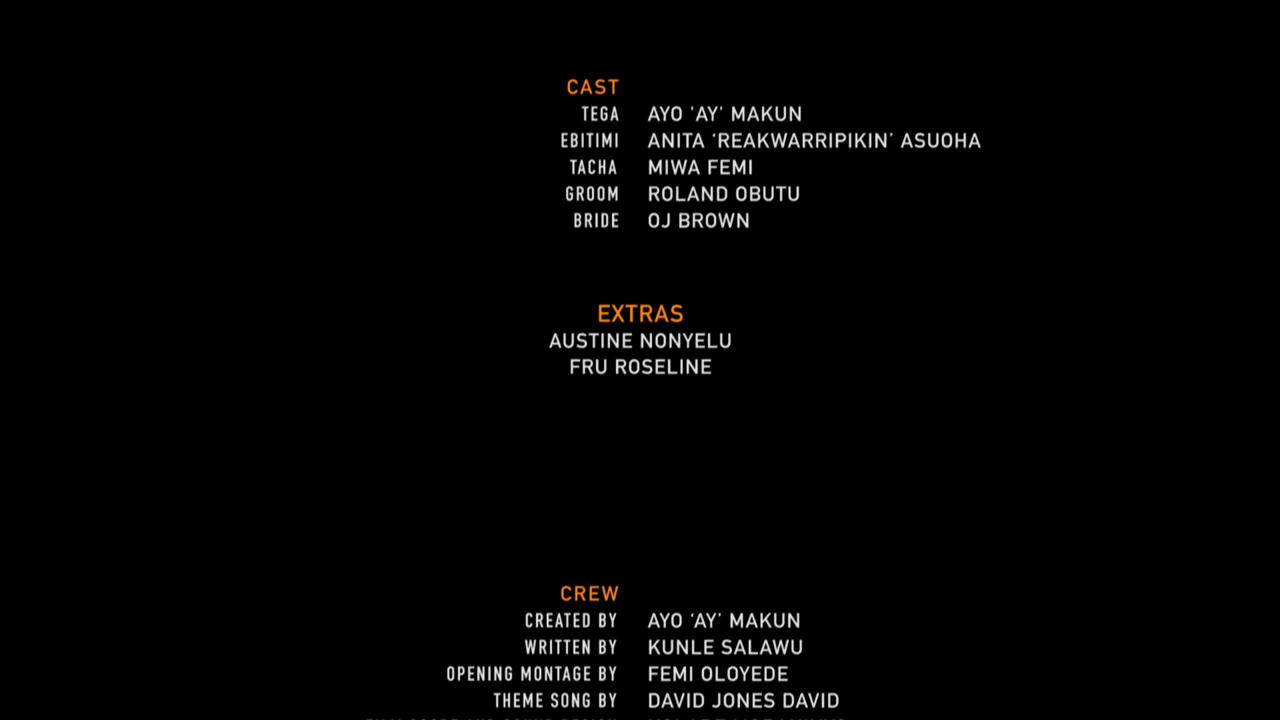 CAST
TEGA AYO 'AY' MAKUN
EBITIMI ANITA 'REAKWARRIPIKIN' ASUOHA
TACHA MIWA FEMI
GROOM ROLAND OBUTU
BRIDE OJ BROWN
EXTRAS
AUSTINE NONYELU
FRU ROSELINE
CREW
CREATED BY AYO ‘AY’ MAKUN
WRITTEN BY KUNLE SALAWU
OPENING MONTAGE BY FEMI OLOYEDE
THEME SONG BY DAVID JONES DAVID